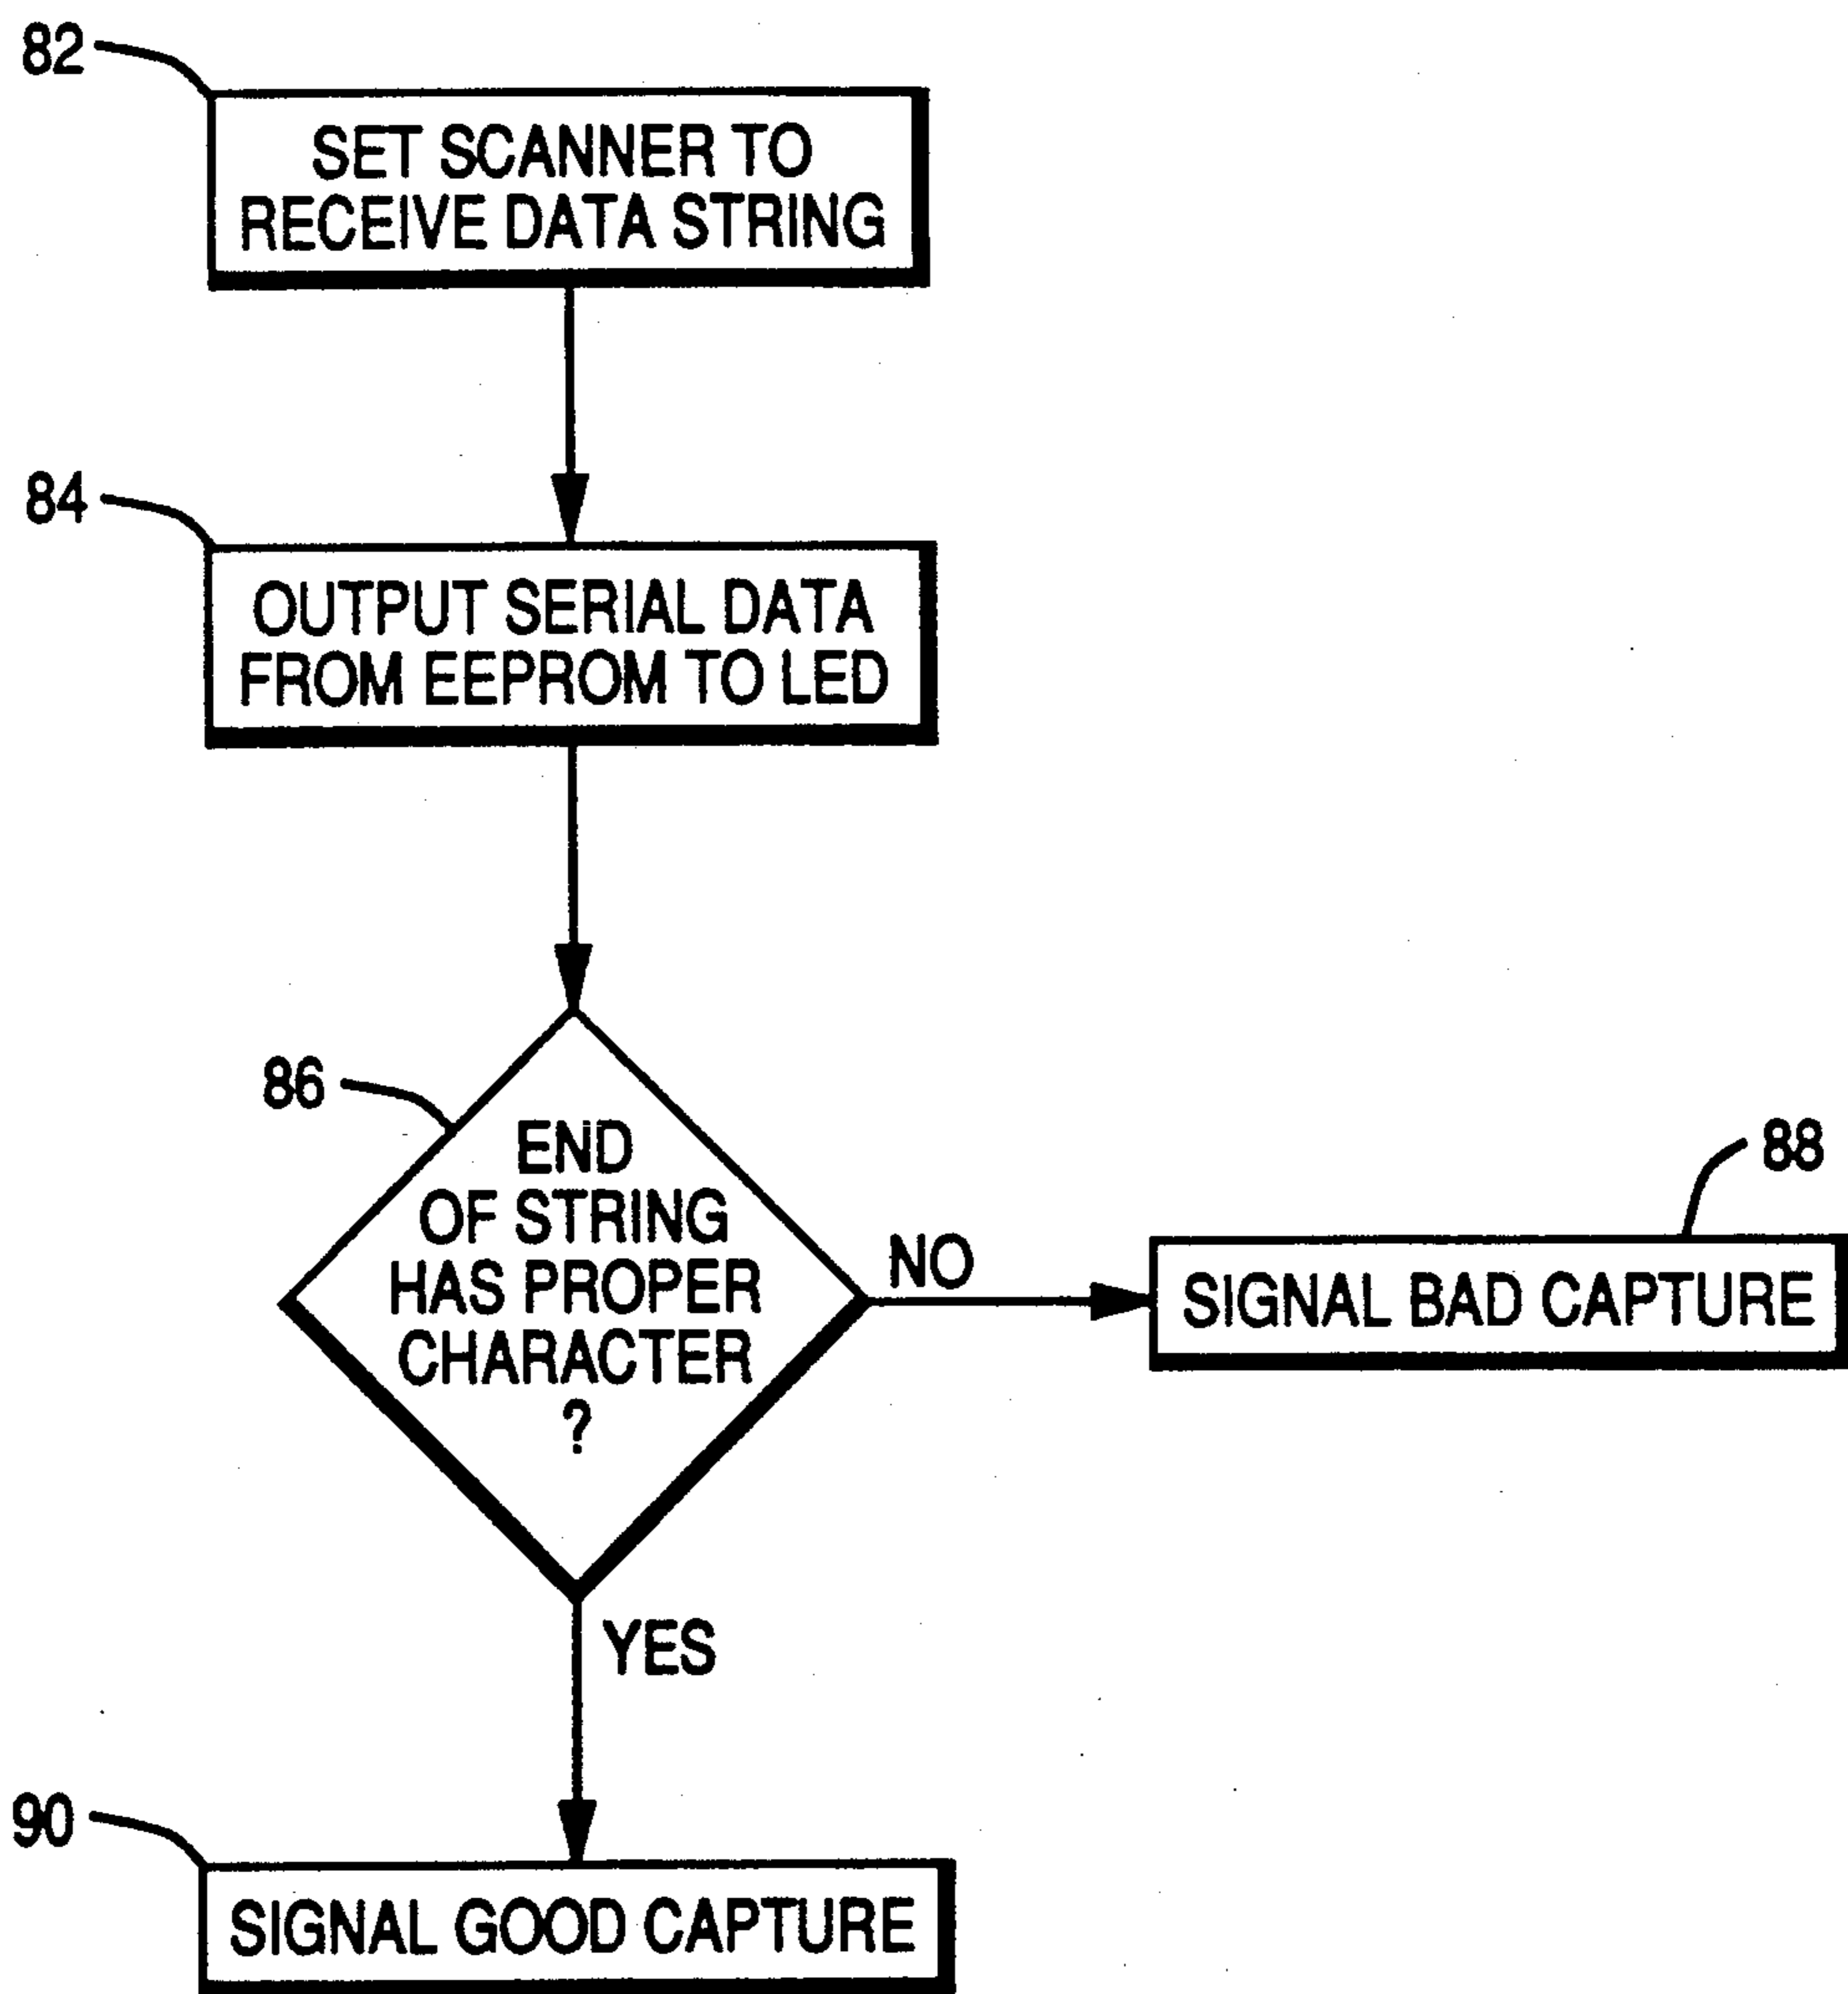 82
SET SCANNER TO
RECEIVE DATA STRING
84
OUTPUT SERIAL DATA
FROM EEPROM TO LED
86
END
OF STRING
HAS PROPER
CHARACTER
?
NO
88
SIGNAL BAD CAPTURE
YES
90
SIGNAL GOOD CAPTURE